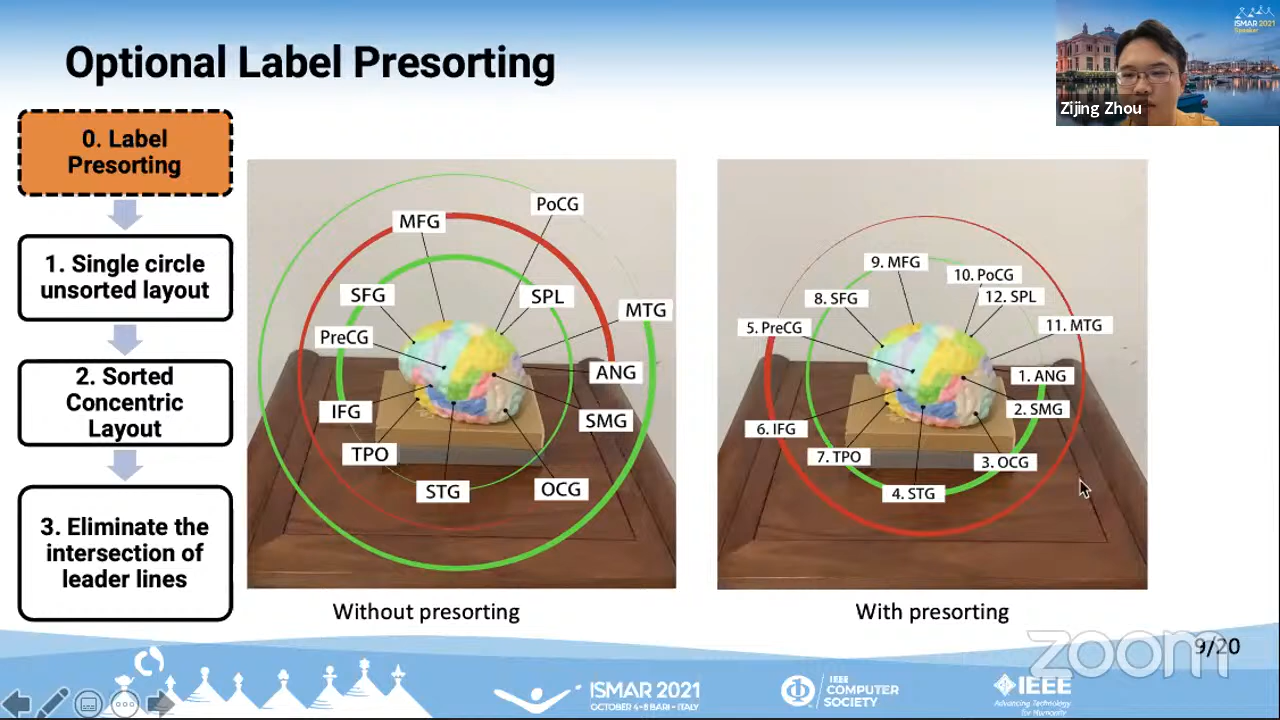 Optional Label Presorting
ISMAR 2021
Speaker
Zijing Zhou
0. Label
Presorting
1. Single circle
unsorted layout
2. Sorted
Concentric
Layout
3. Eliminate the
intersection of
leader lines
PoCG
MFG
SFG
SPL
MTG
PreCG
ANG
IFG
SMG
TPO
STG
OCG
Without presorting
9. MFG
10. PoCG
8. SFG
12. SPL
5. PreCG
11. MTG
1. ANG
2. SMG
6. IFG
7. TPO
3. OCG
4. STG
With presorting
zoom
9/20
ISMAR 2021
OCTOBER 4-8 BARI - ITALY
IEEE
COMPUTER
SOCIETY
IEEE
Advancing Technology
for Humanity